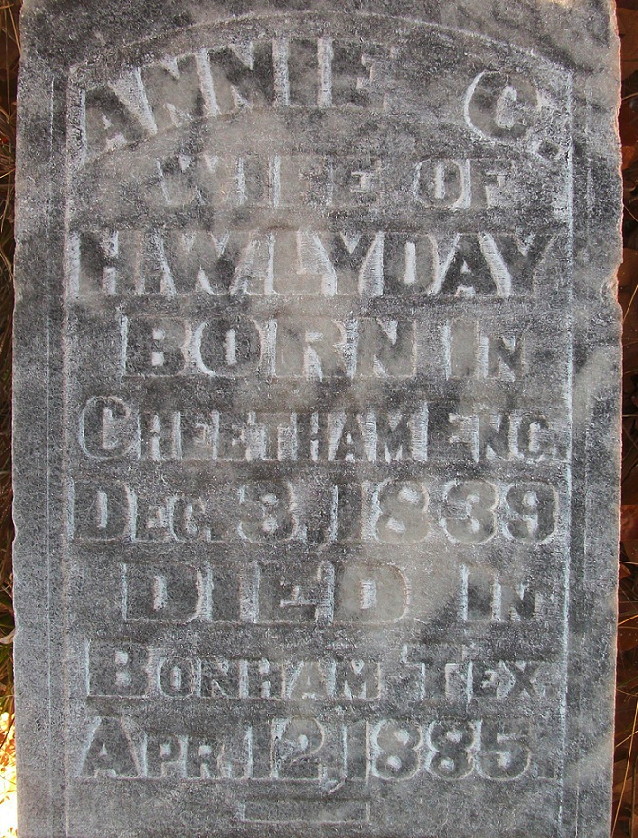 ANNIE C.
WIFE OF
H.W. LYDAY
BORN IN
CHEETHAM ENG.
DEC. 3, 1839
DIED IN
BONHAM TEX.
APR. 12, 1885.